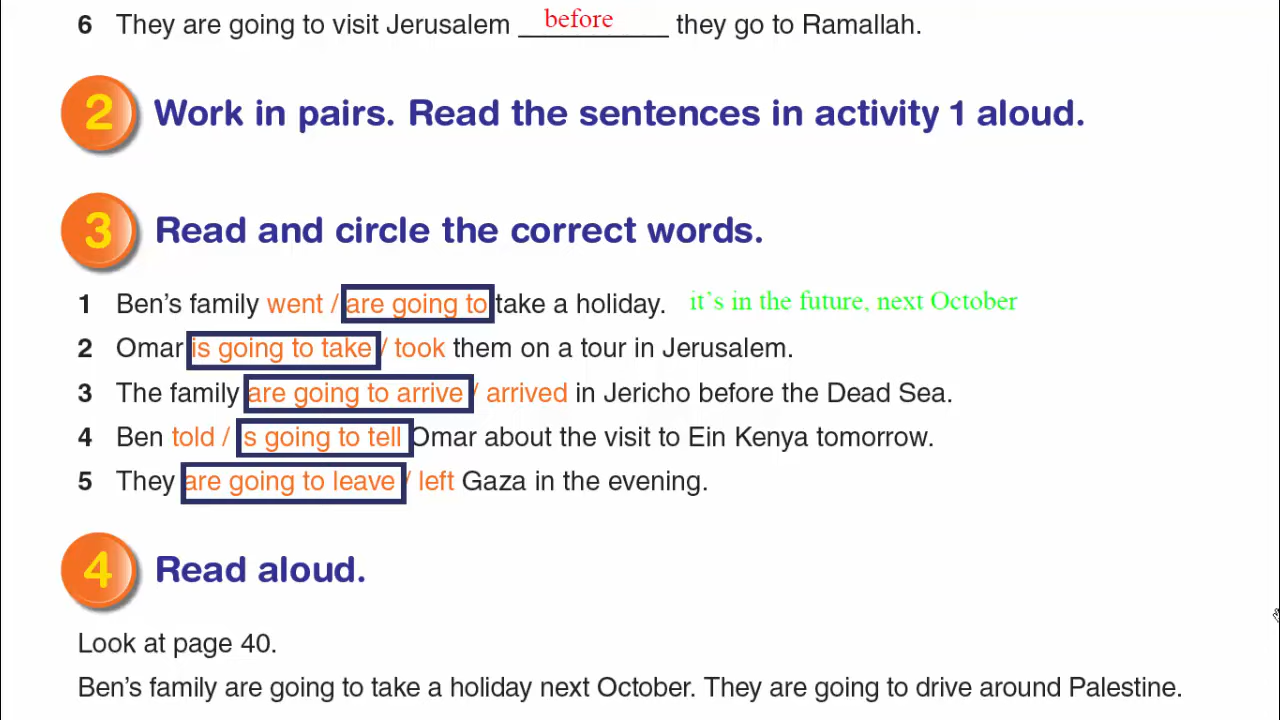 6 They are going to visit Jerusalem before they go to Ramallah.
2 Work in pairs. Read the sentences in activity 1 aloud.
3 Read and circle the correct words.
1 Ben's family went / are going to take a holiday. it`s in the future, next October
2 Omar is going to take / took them on a tour in Jerusalem.
3 The family are going to arrive / arrived in Jericho before the Dead Sea.
4 Ben told / is going to tell Omar about the visit to Ein Kenya tomorrow.
5 They are going to leave / left Gaza in the evening.
4 Read aloud.
Look at page 40.
Ben's family are going to take a holiday next October. They are going to drive around Palestine.